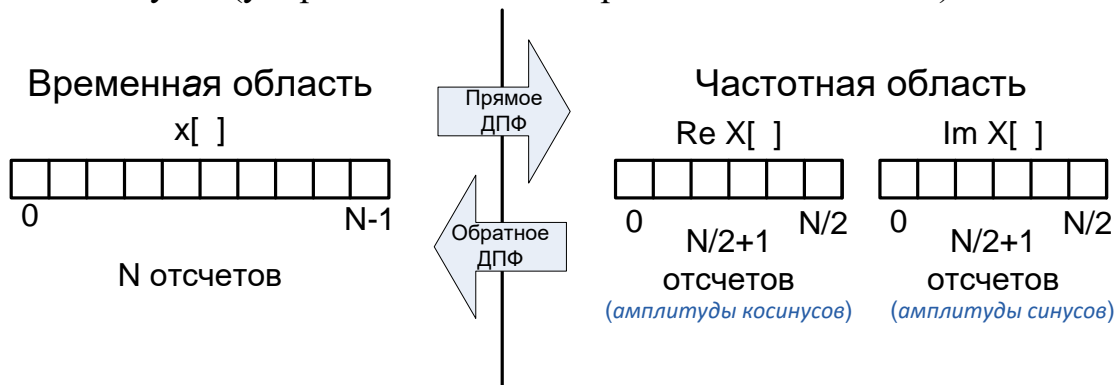 Временная область
x[ ]
0
N-1
N отсчетов
Прямое
ДПФ
Обратное
ДПФ
Частотная область
Re X[ ]
Im X[ ]
0
N/2
0
N/2
N/2+1
отсчетов
(амплитуды косинусов)
N/2+1
отсчетов
(амплитуды синусов)